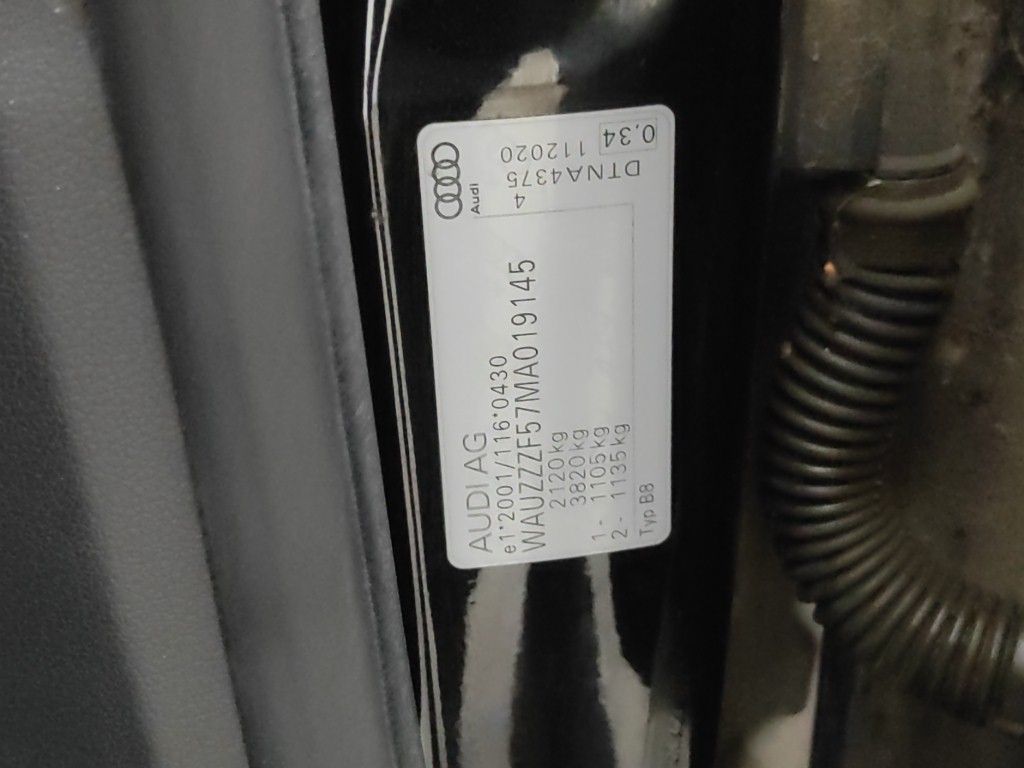 AUDI AG
e1*2001/116*0430
WAUZZZF57MA019145
2120kg
3820kg
1- 1105kg
2- 1135kg
Typ B8
Audi
4
DTNA4375
112020
0.34